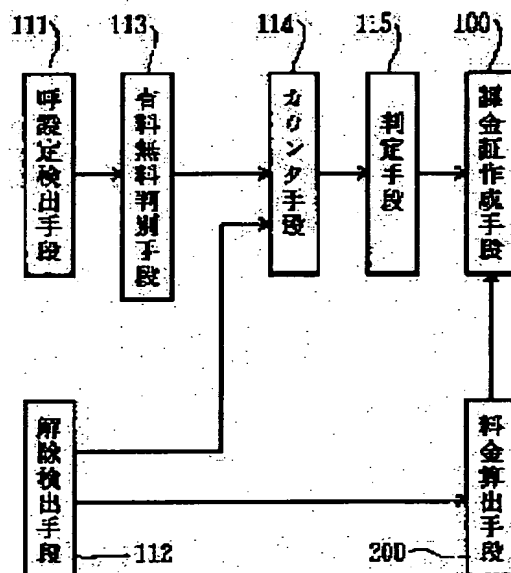 111
113
114
115
100
呼設定検出手段
有料無料判別手段
カウンタ手段
判定手段
課金証作成手段
解除検出手段
料金算出手段
112
200